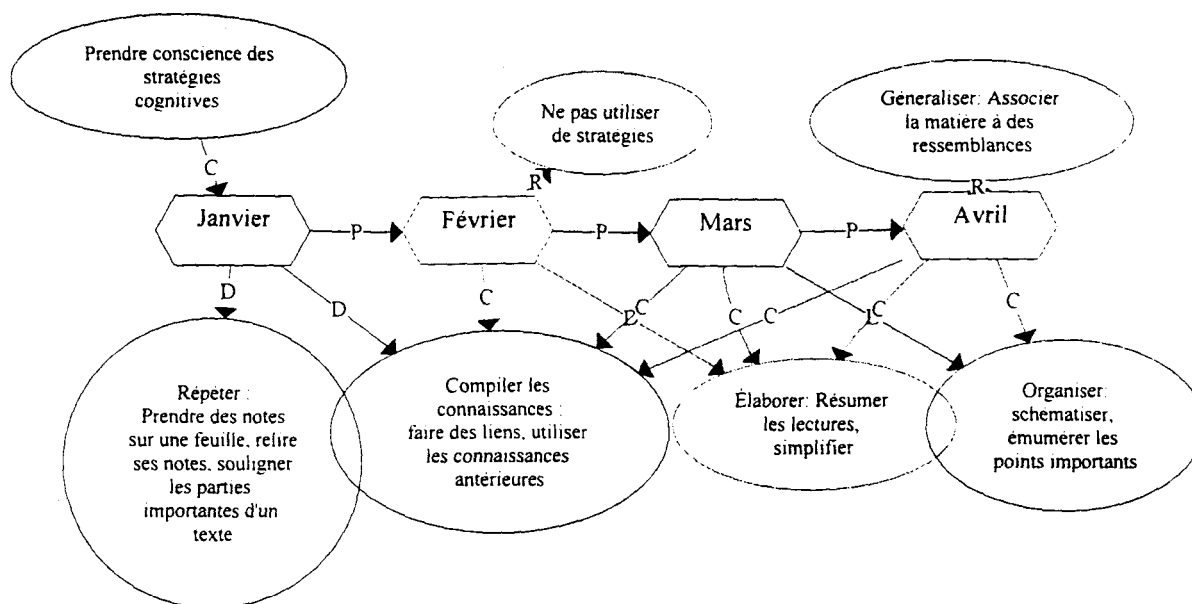 Prendre conscience des
stratégies
cognitives
Ne pas utiliser
de stratégies
Géneraliser: Associer
la matière à des
ressemblances
C
R
R
Janvier
P
Février
P
Mars
P
Avril
D
D
C
C
C
C
C
C
Répéter :
Prendre des notes
sur une feuille, relire
ses notes, souligner
les parties
importantes d'un
texte
Compiler les
connaissances :
faire des liens, utiliser
les connaissances
antérieures
Élaborer: Résumer
les lectures,
simplifier
Organiser:
schématiser,
émumérer les
points importants